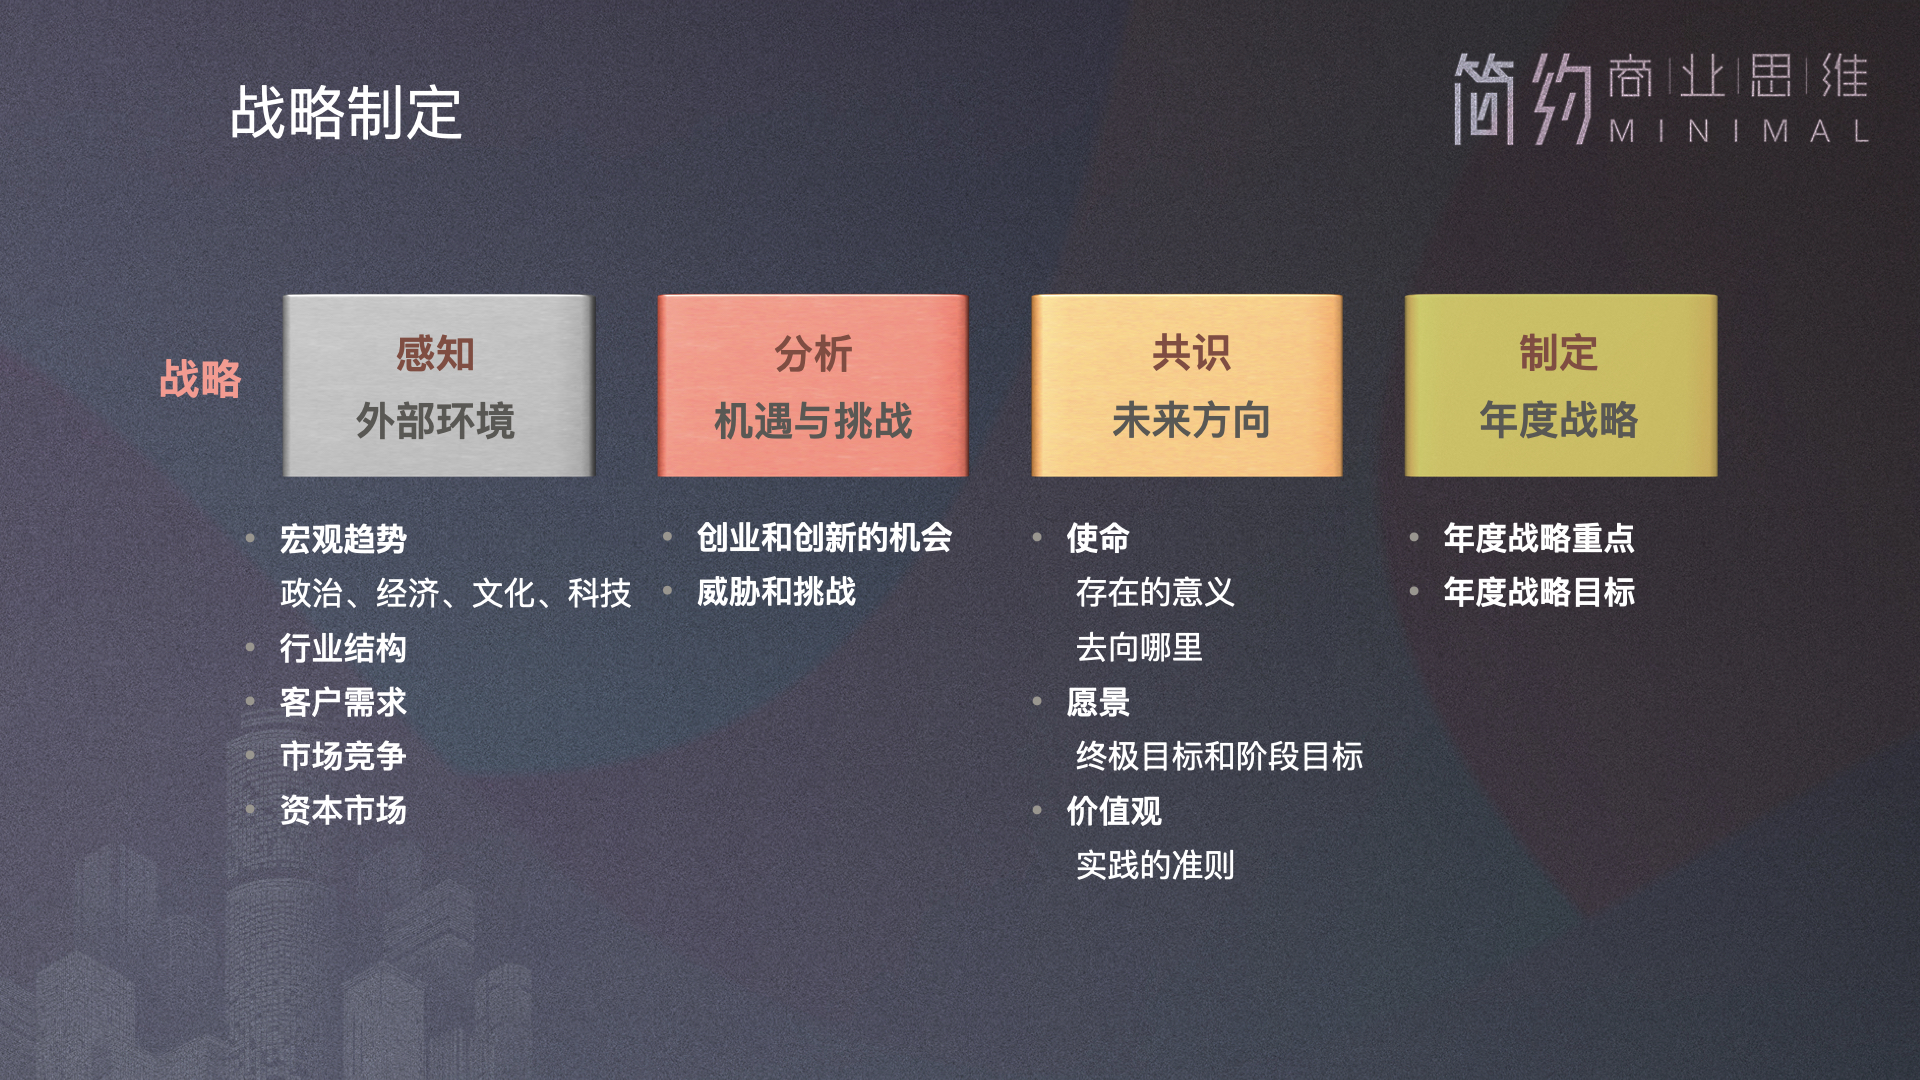 战略制定
简约商业思维
MINIMAL
战略
感知
外部环境
分析
机遇与挑战
共识
未来方向
制定
年度战略
宏观趋势
政治、经济、文化、科技
行业结构
客户需求
市场竞争
资本市场
创业和创新的机会
威胁和挑战
使命
存在的意义
去向哪里
愿景
终极目标和阶段目标
价值观
实践的准则
年度战略重点
年度战略目标